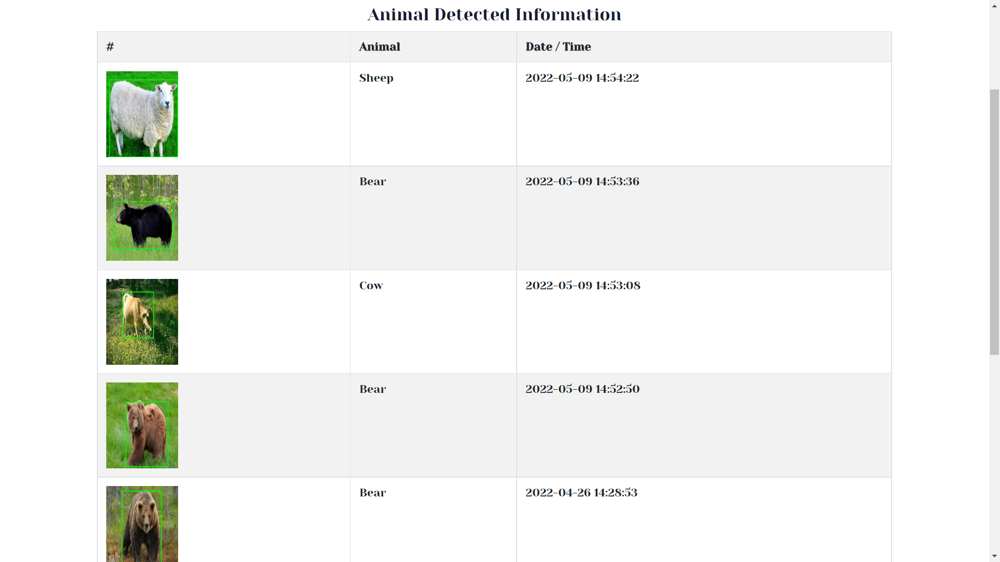 Animal Detected Information
# Animal Date / Time
Sheep 2022-05-09 14:54:22
Bear 2022-05-09 14:53:36
Cow 2022-05-09 14:53:08
Bear 2022-05-09 14:52:50
Bear 2022-04-26 14:28:53